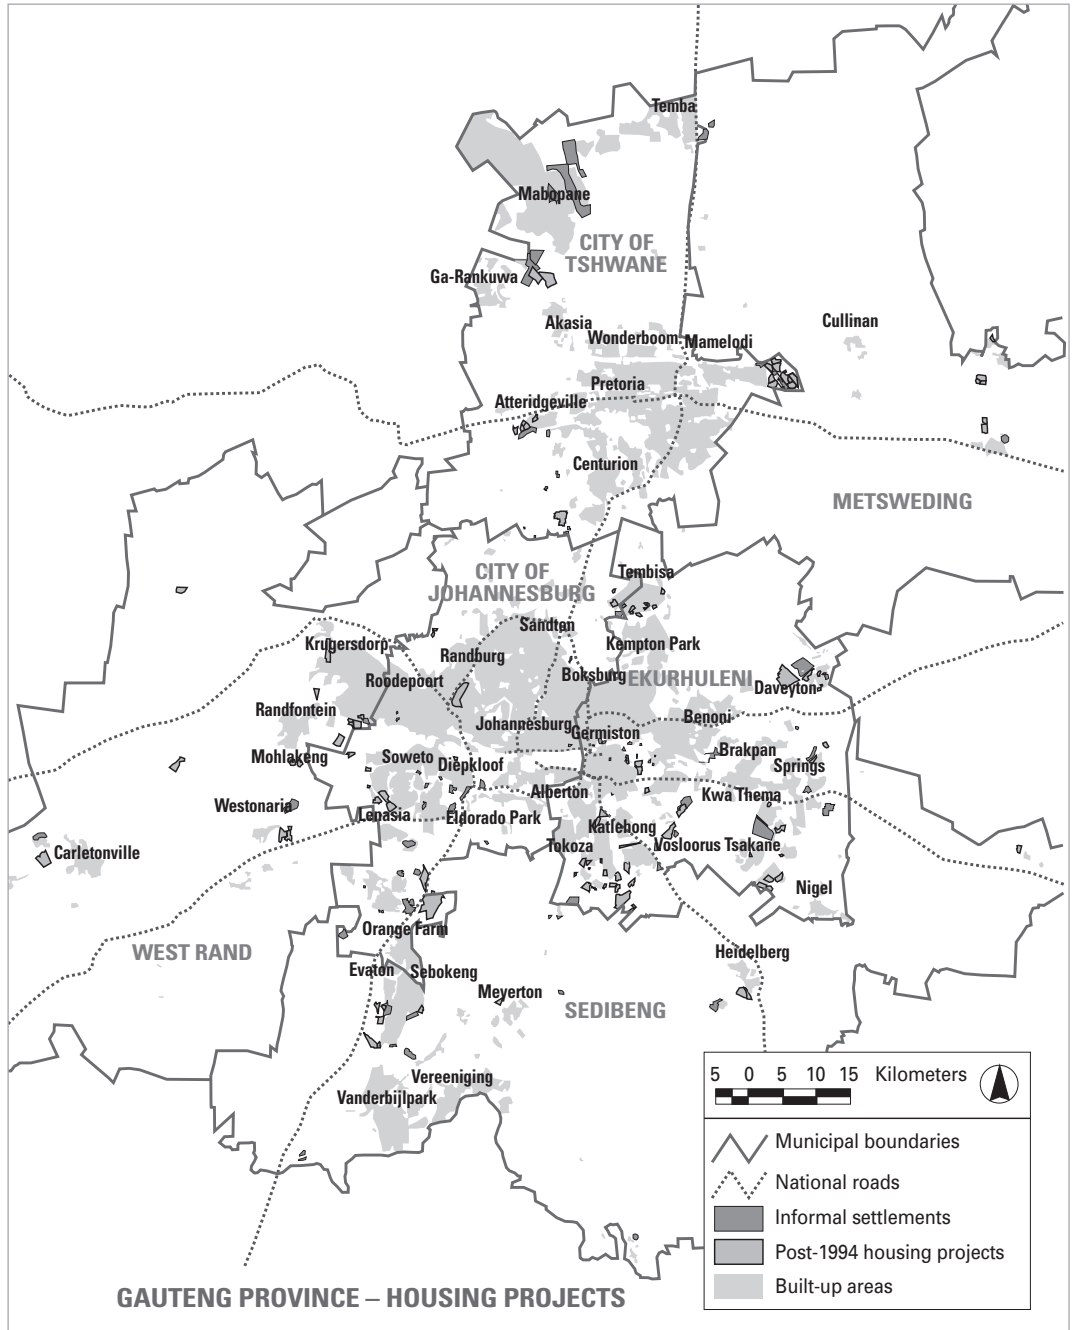 Temba
Mabopane
CITY OF
TSHWANE
Ga-Rankuwa
Akasia
Cullinan
Wonderboom
Mamelodi
Pretoria
Atteridgeville
Centurion
METSWEDING
CITY OF
JOHANNESBURG
Tembisa
Sandton
Krugersdorp
Randburg
Kempton Park
Roodepoort
Boksburg
EKURHULENI
Daveyton
Randfontein
Johannesburg
Benoni
Germiston
Mohlakeng
Soweto
Diepkloof
Brakpan
Springs
Westonaria
Alberton
Kwa Thema
Lenasia
Eldorado Park
Katlehong
Carletonville
Tokoza
Vosloorus
Tsakane
Nigel
Orange Farm
WEST RAND
Heidelberg
Evaton
Sebokeng
Meyerton
SEDIBENG
Vereeniging
Vanderbijlpark
5 0 5 10 15 Kilometers
Municipal boundaries
National roads
Informal settlements
Post-1994 housing projects
Built-up areas
GAUTENG PROVINCE – HOUSING PROJECTS